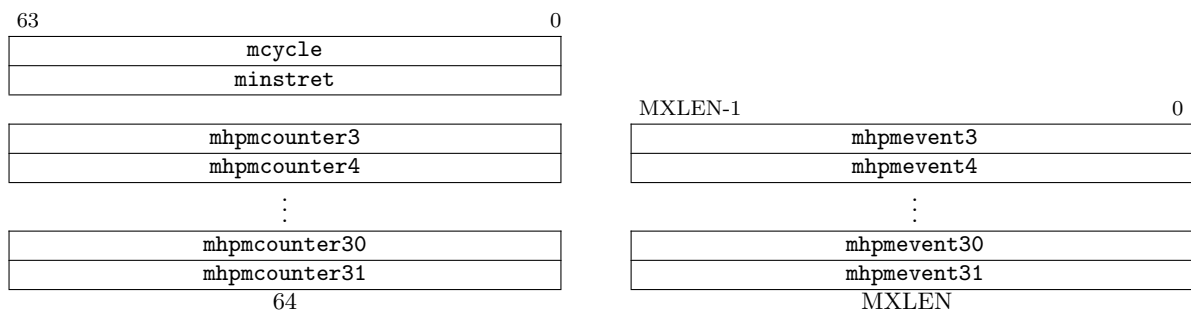 63 0
mcycle
minstret
mhpmcounter3
mhpmcounter4
⋮
mhpmcounter30
mhpmcounter31
64
MXLEN-1 0
mhpmevent3
mhpmevent4
⋮
mhpmevent30
mhpmevent31
MXLEN